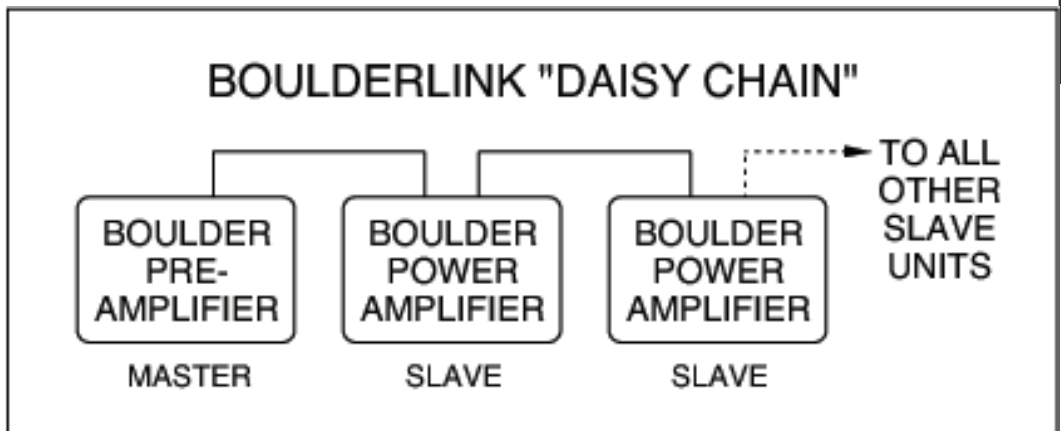 BOULDERLINK "DAISY CHAIN"
TO ALL
OTHER
SLAVE
UNITS
BOULDER
PRE-
AMPLIFIER
BOULDER
POWER
AMPLIFIER
BOULDER
POWER
AMPLIFIER
MASTER
SLAVE
SLAVE